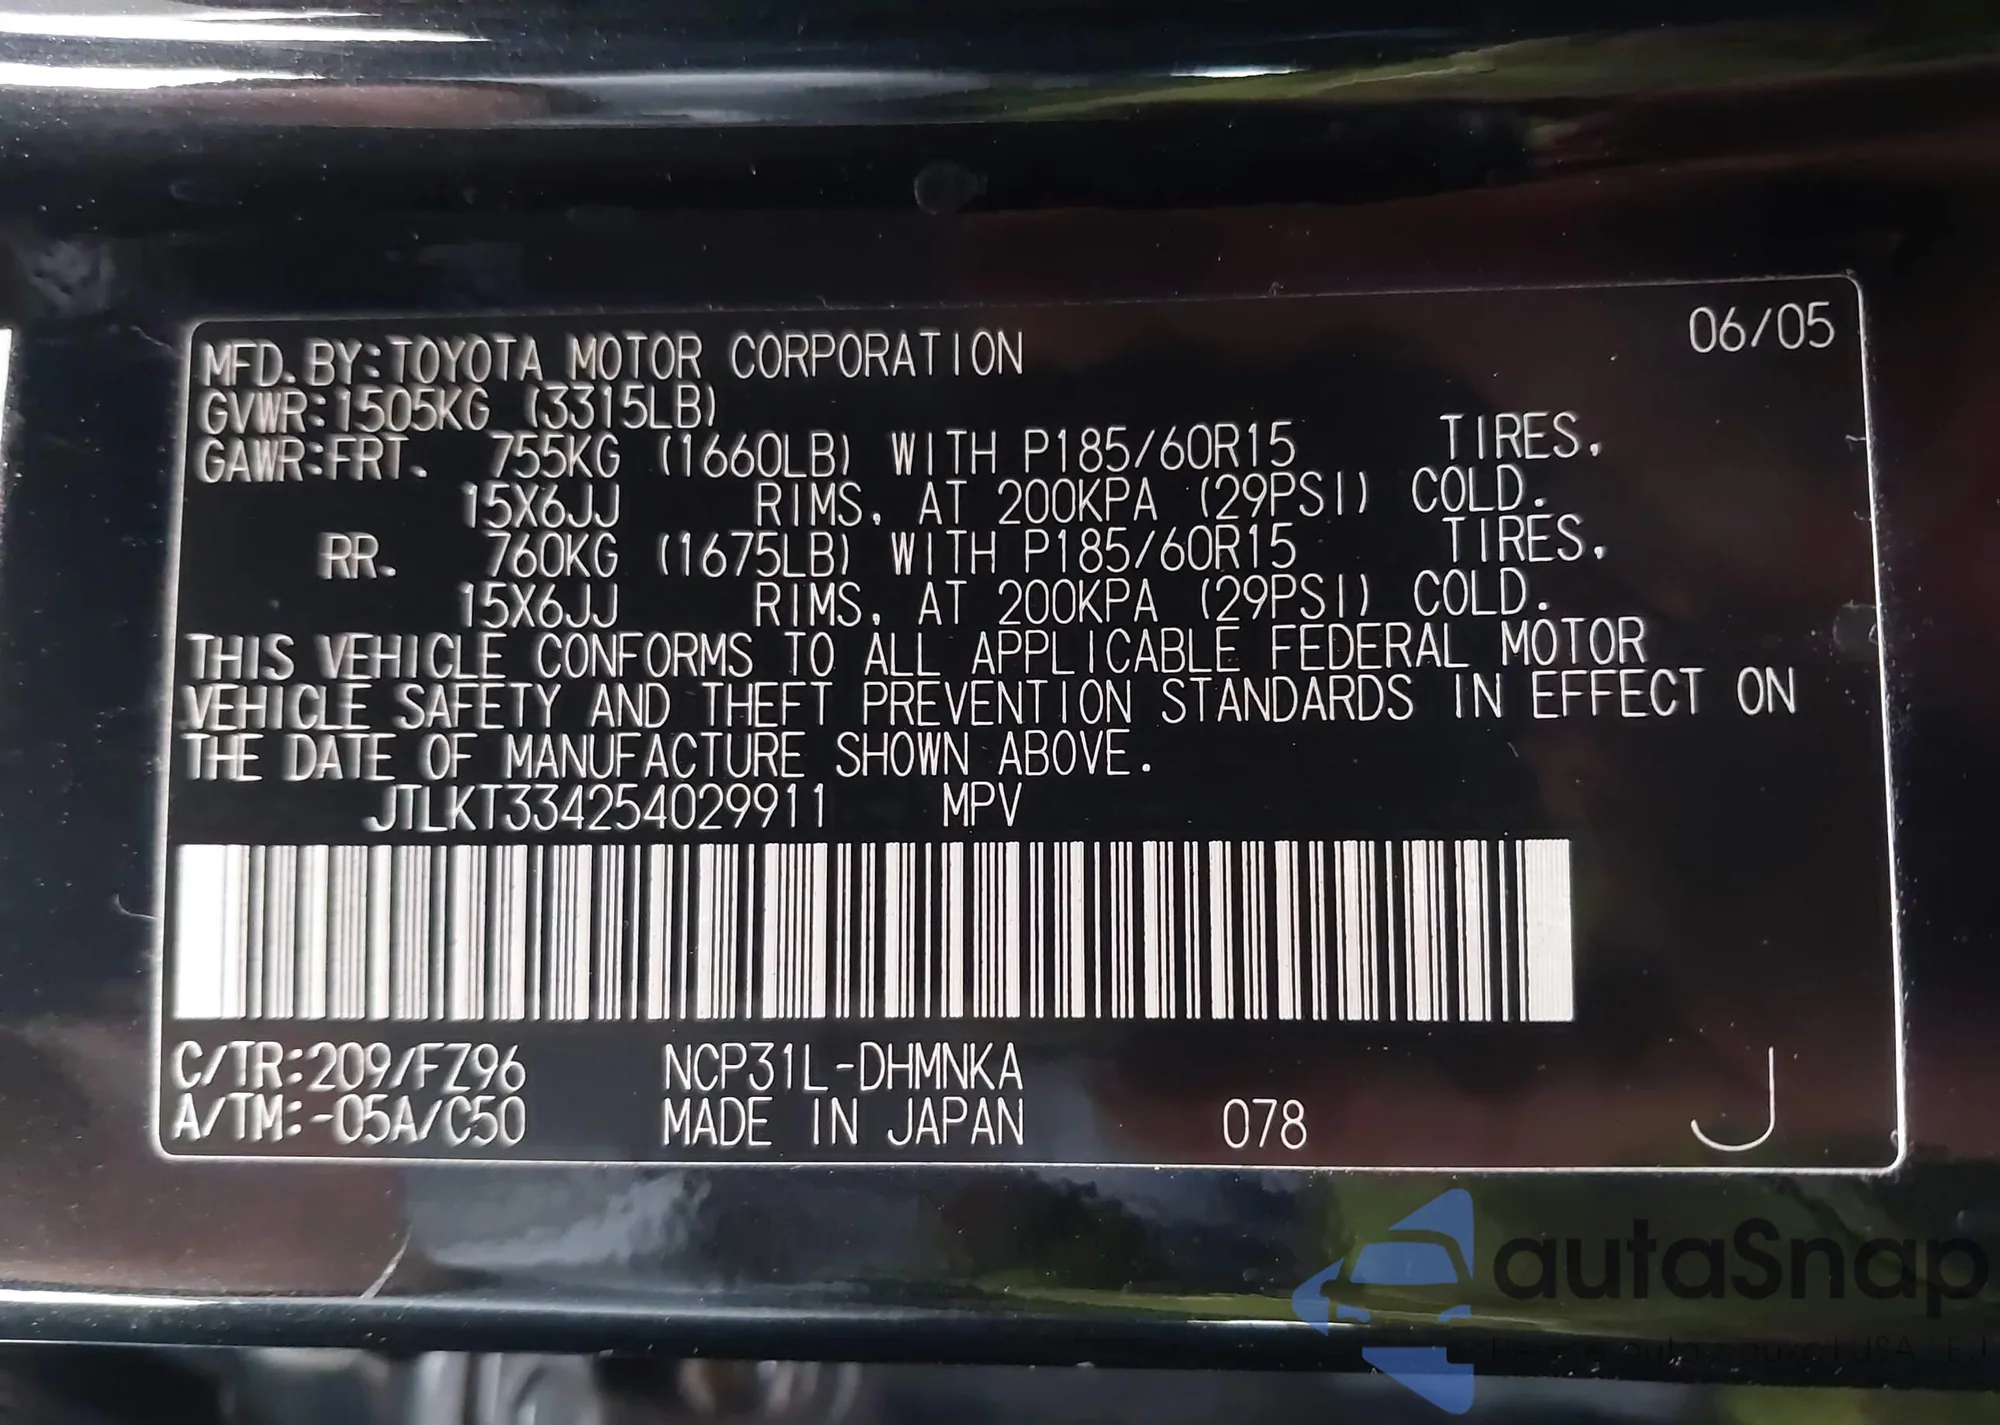 06/05
MFD.BY:TOYOTA MOTOR CORPORATION
GVWR:1505KG (3315LB)
GAWR:FRT. 755KG (1660LB) WITH P185/60R15 TIRES,
15X6JJ RIMS, AT 200KPA (29PSI) COLD.
RR. 760KG (1675LB) WITH P185/60R15 TIRES,
15X6JJ RIMS, AT 200KPA (29PSI) COLD.
THIS VEHICLE CONFORMS TO ALL APPLICABLE FEDERAL MOTOR
VEHICLE SAFETY AND THEFT PREVENTION STANDARDS IN EFFECT ON
THE DATE OF MANUFACTURE SHOWN ABOVE.
JTLKT334254029911 MPV
C/TR:209/FZ96 NCP31L-DHMNKA
A/TM:-05A/C50 MADE IN JAPAN 078 J
autaSnap